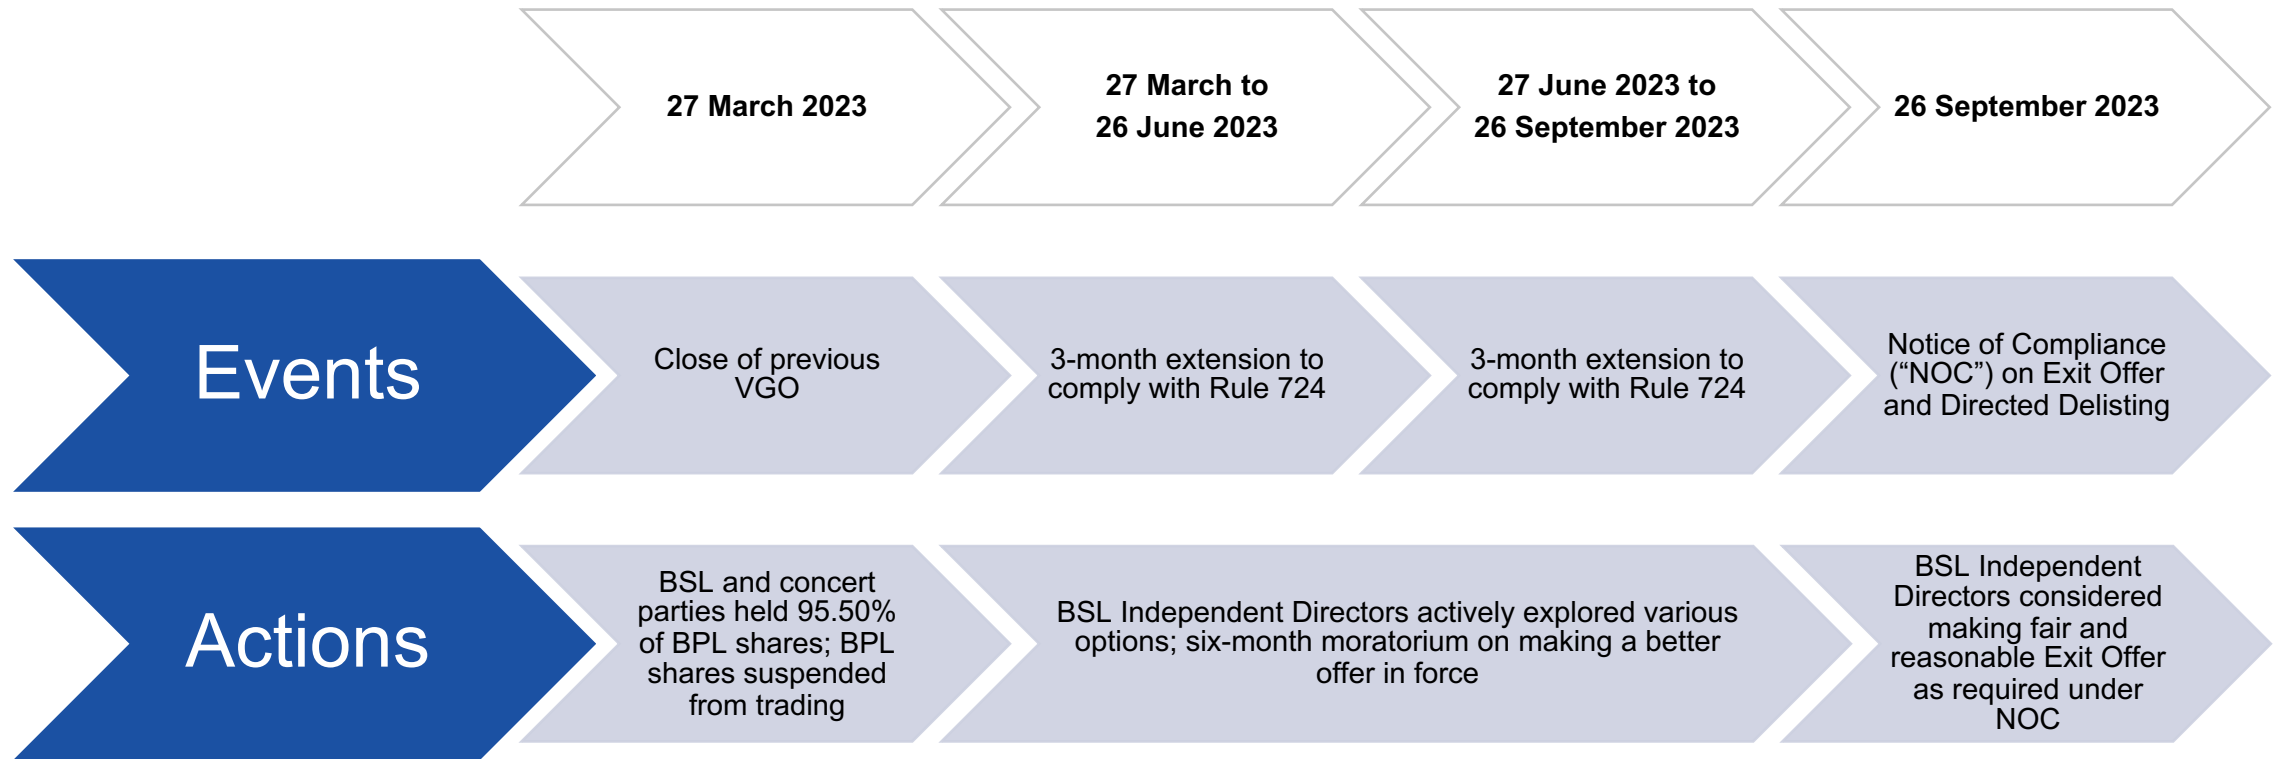 27 March 2023
27 March to
26 June 2023
27 June 2023 to
26 September 2023
26 September 2023
Events
Close of previous
VGO
3-month extension to
comply with Rule 724
3-month extension to
comply with Rule 724
Notice of Compliance
(“NOC”) on Exit Offer
and Directed Delisting
Actions
BSL and concert
parties held 95.50%
of BPL shares; BPL
shares suspended
from trading
BSL Independent Directors actively explored various
options; six-month moratorium on making a better
offer in force
BSL Independent
Directors considered
making fair and
reasonable Exit Offer
as required under
NOC